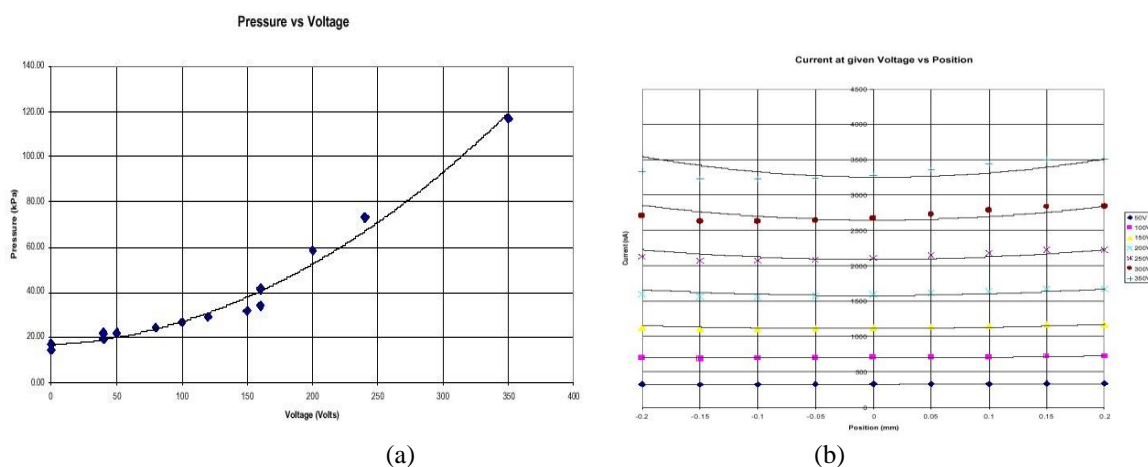 Pressure vs Voltage
140.00
120.00
100.00
80.00
60.00
40.00
20.00
0.00
0 50 100 150 200 250 300 350 400
Pressure (kPa)
Voltage (Volts)
(a)
Current at given Voltage vs Position
4500
4000
3500
3000
2500
2000
1500
1000
500
0
-0.2 -0.15 -0.1 -0.05 0 0.05 0.1 0.15 0.2
Current (nA)
Position (mm)
50V
100V
150V
200V
250V
300V
350V
(b)